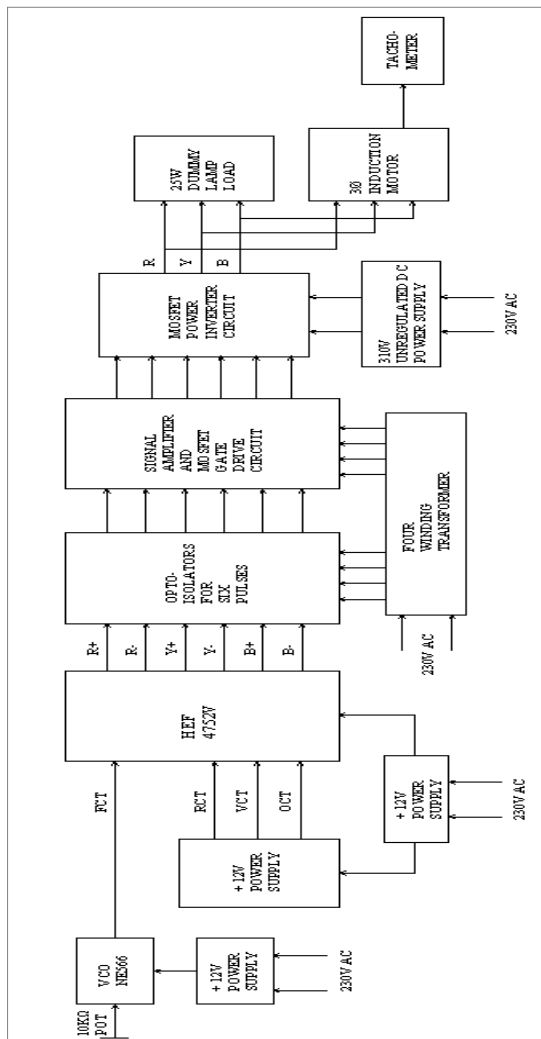 10KΩ
POT
VCO
NE566
+12V
POWER
SUPPLY
230V AC
FCT
+12V
POWER
SUPPLY
RCT
VCT
OCT
+12V
POWER
SUPPLY
230V AC
HEF
4752V
R+
R-
Y+
Y-
B+
B-
OPTO-
ISOLATORS
FOR
SIX
PULSES
SIGNAL
AMPLIFIER
AND
MOSFET
GATE
DRIVE
CIRCUIT
FOUR
WINDING
TRANSFORMER
230V AC
MOSFET
POWER
INVERTER
CIRCUIT
310V
UNREGULATED DC
POWER SUPPLY
230V AC
R
Y
B
25W
DUMMY
LAMP
LOAD
3Ø
INDUCTION
MOTOR
TACHO-
METER